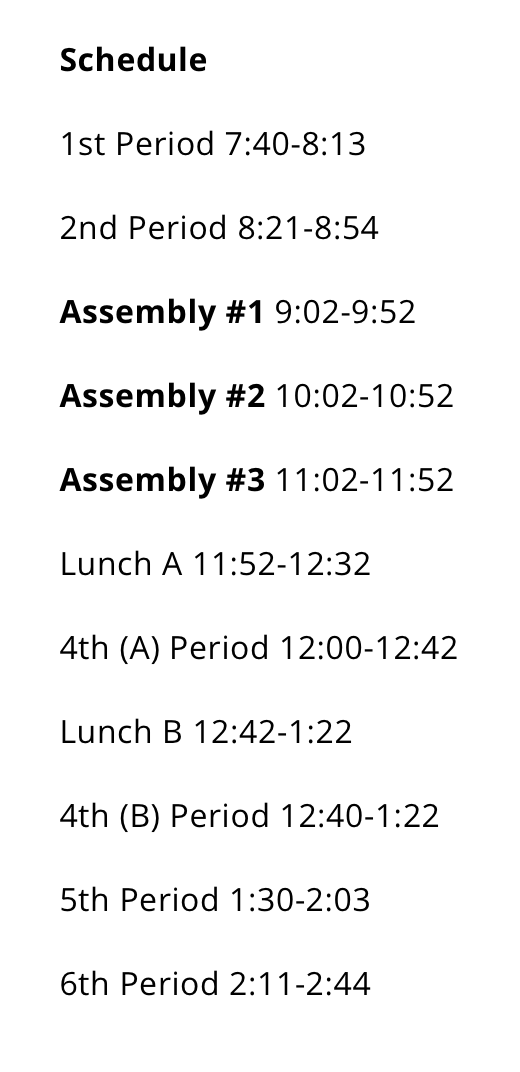 Schedule
1st Period 7:40-8:13
2nd Period 8:21-8:54
Assembly #1 9:02-9:52
Assembly #2 10:02-10:52
Assembly #3 11:02-11:52
Lunch A 11:52-12:32
4th (A) Period 12:00-12:42
Lunch B 12:42-1:22
4th (B) Period 12:40-1:22
5th Period 1:30-2:03
6th Period 2:11-2:44